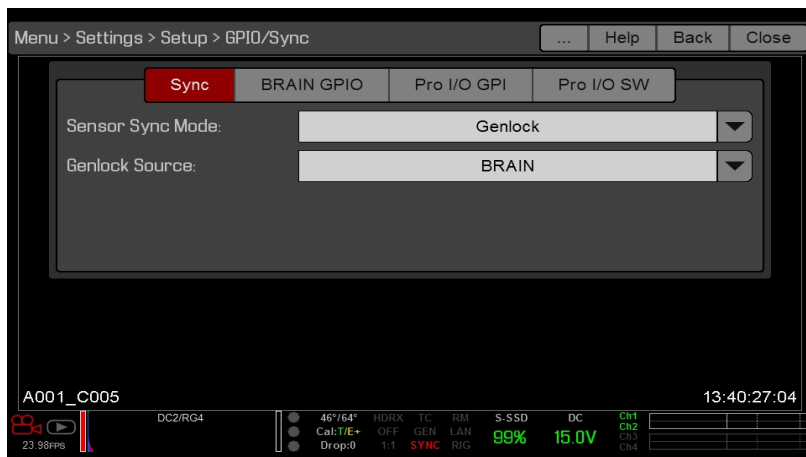 Menu > Settings > Setup > GPIO/Sync ... Help Back Close
Sync BRAIN GPIO Pro I/O GPI Pro I/O SW
Sensor Sync Mode: Genlock
Genlock Source: BRAIN
A001_C005 13:40:27:04
DC2/RG4 46°/64° HDRX TC RM S-SSD DC Ch1
Ch2
Cal:T/E+ OFF GEN LAN 99% 15.0V Ch3
23.98FPS Drop:0 1:1 SYNC RIG Ch4